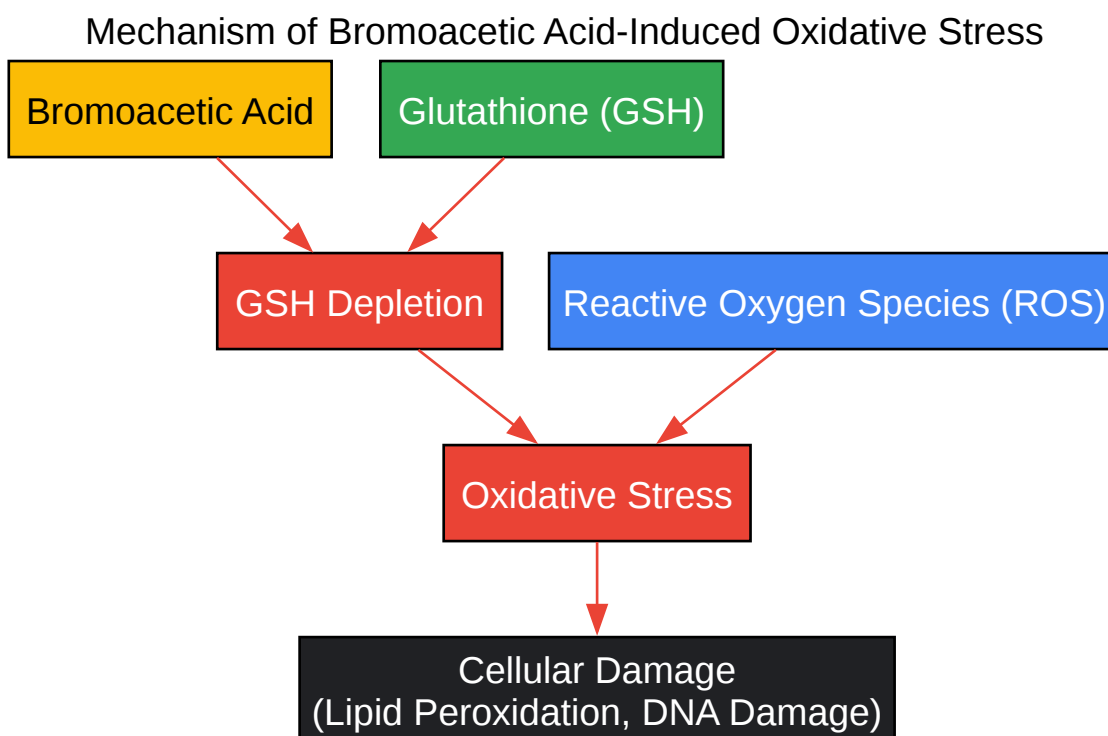 Mechanism of Bromoacetic Acid-Induced Oxidative Stress
Bromoacetic Acid
Glutathione (GSH)
GSH Depletion
Reactive Oxygen Species (ROS)
Oxidative Stress
Cellular Damage
(Lipid Peroxidation, DNA Damage)